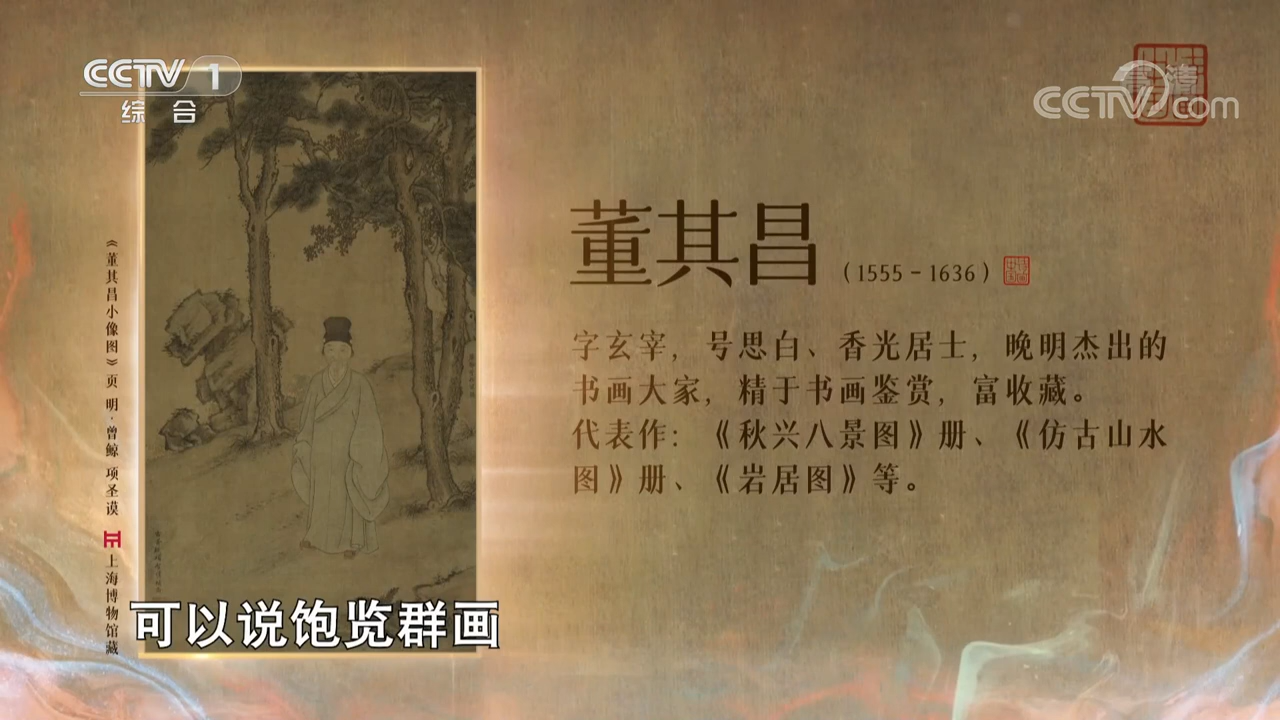 CCTV 1
综合
CCTV.com
董其昌
（1555 - 1636）
字玄宰，号思白、香光居士，晚明杰出的
书画大家，精于书画鉴赏，富收藏。
代表作：《秋兴八景图》册、《仿古山水
图》册、《岩居图》等。
《董其昌小像图》页 明·曾鲸 项圣谟 上海博物馆藏
可以说饱览群画